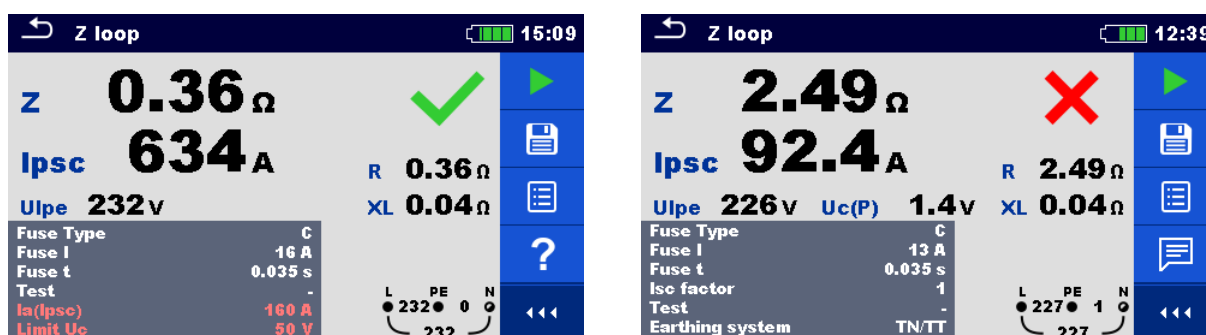 Z loop 15:09
Z 0.36 Ω
Ipsc 634 A
R 0.36 Ω
Ulpe 232 V XL 0.04 Ω
Fuse Type C
Fuse I 16 A
Fuse t 0.035 s
Test -
Ia(Ipsc) 160 A
Limit Uc 50 V
?
L PE N
232 0
232
Z loop 12:39
Z 2.49 Ω
Ipsc 92.4 A
R 2.49 Ω
Ulpe 226 V Uc(P) 1.4 V XL 0.04 Ω
Fuse Type C
Fuse I 13 A
Fuse t 0.035 s
Isc factor 1
Test -
Earthing system TN/TT
L PE N
227 1
227